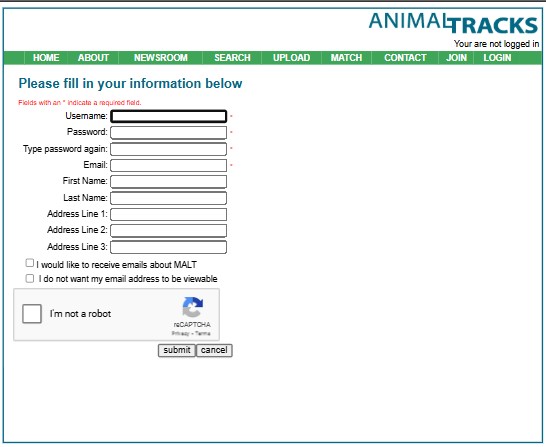 ANIMALTRACKS
Your are not logged in
HOME ABOUT NEWSROOM SEARCH UPLOAD MATCH CONTACT JOIN LOGIN
Please fill in your information below
Fields with an * indicate a required field.
Username: *
Password: *
Type password again: *
Email: *
First Name:
Last Name:
Address Line 1:
Address Line 2:
Address Line 3:
I would like to receive emails about MALT
I do not want my email address to be viewable
I'm not a robot
reCAPTCHA
Privacy - Terms
submit cancel